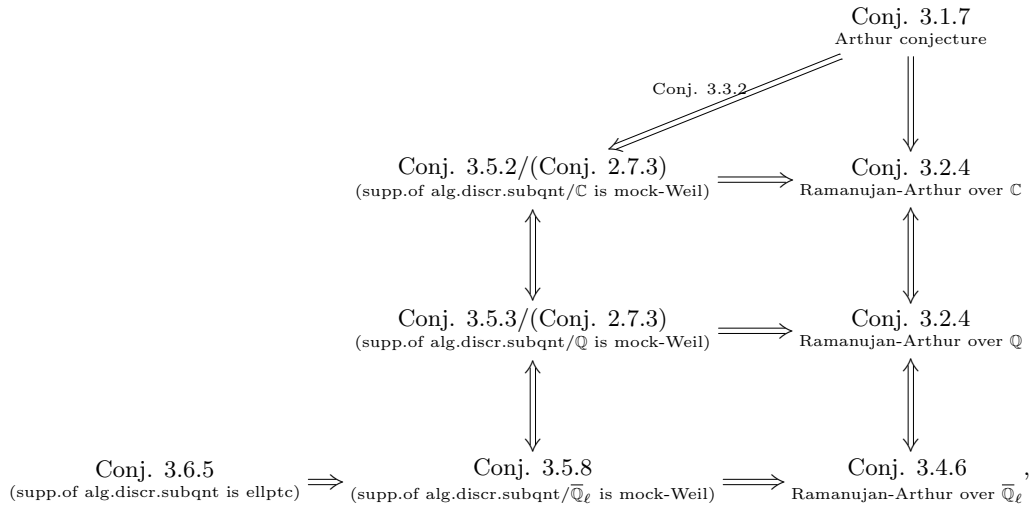 Conj. 3.1.7
Arthur conjecture
Conj. 3.3.2
Conj. 3.5.2/(Conj. 2.7.3)
(supp.of alg.discr.subqnt/ℂ is mock-Weil)
Conj. 3.2.4
Ramanujan-Arthur over ℂ
Conj. 3.5.3/(Conj. 2.7.3)
(supp.of alg.discr.subqnt/ℚ is mock-Weil)
Conj. 3.2.4
Ramanujan-Arthur over ℚ
Conj. 3.6.5
(supp.of alg.discr.subqnt is ellptc)
Conj. 3.5.8
(supp.of alg.discr.subqnt/ℚ̅_ℓ is mock-Weil)
Conj. 3.4.6
Ramanujan-Arthur over ℚ̅_ℓ ,